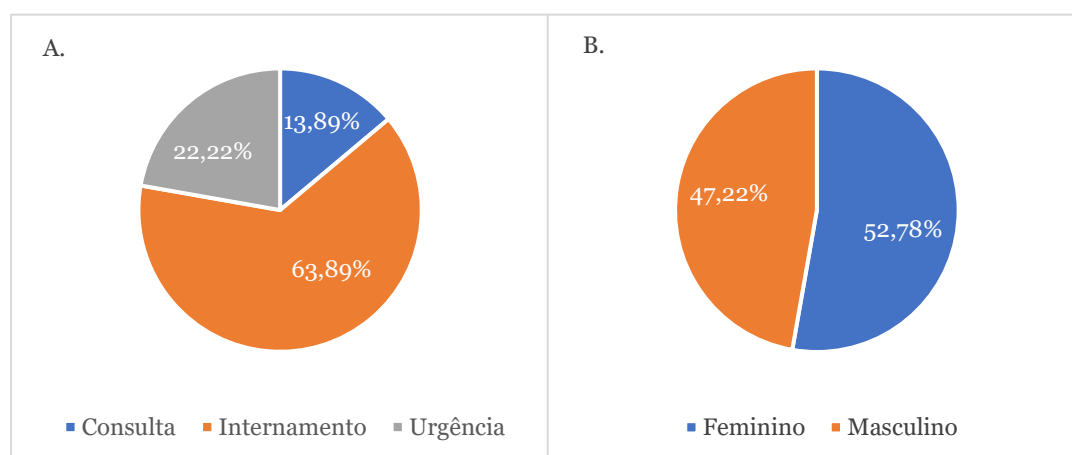 A.
13,89%
22,22%
63,89%
Consulta Internamento Urgência
B.
47,22%
52,78%
Feminino Masculino